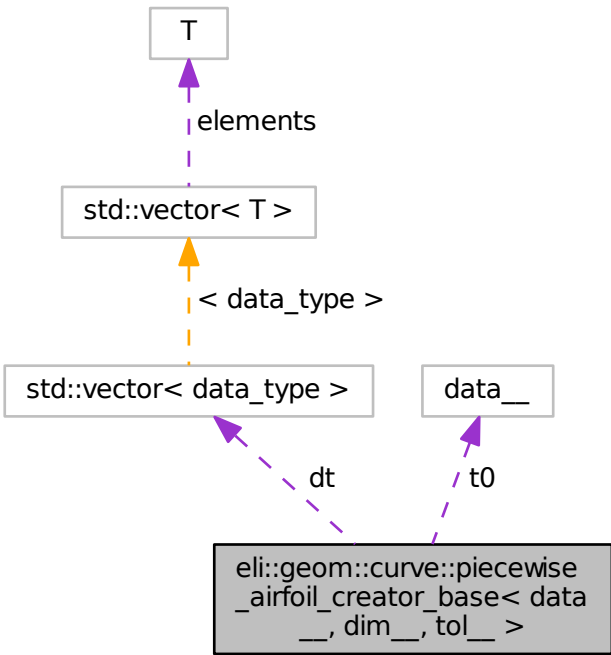 T
elements
std::vector< T >
< data_type >
std::vector< data_type >
data__
dt
t0
eli::geom::curve::piecewise
_airfoil_creator_base< data
__, dim__, tol__ >